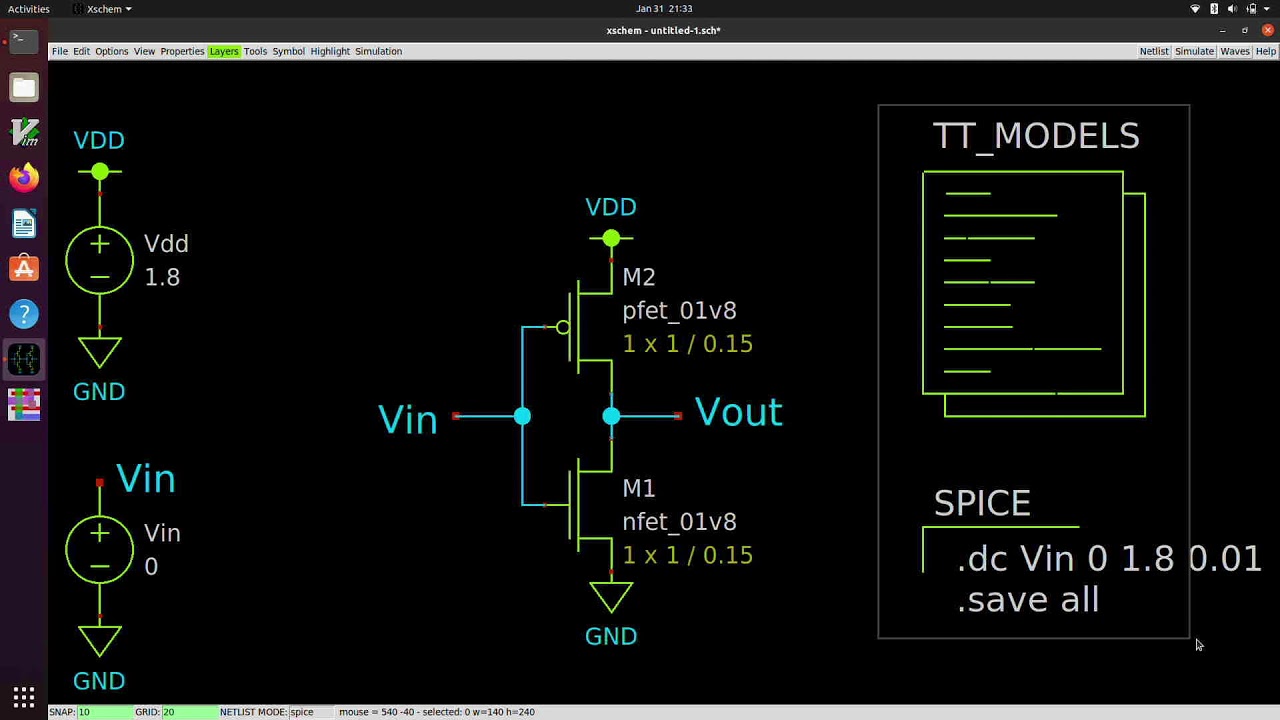 Activities Xschem Jan 31 21:33
xschem - untitled-1.sch*
File Edit Options View Properties Layers Tools Symbol Highlight Simulation Netlist Simulate Waves Help
VDD
Vdd
1.8
GND
Vin
Vin
0
GND
VDD
M2
pfet_01v8
1 x 1 / 0.15
Vin
Vout
M1
nfet_01v8
1 x 1 / 0.15
GND
TT_MODELS
SPICE
.dc Vin 0 1.8 0.01
.save all
SNAP: 10 GRID: 20 NETLIST MODE: spice mouse = 540 -40 - selected: 0 w=140 h=240